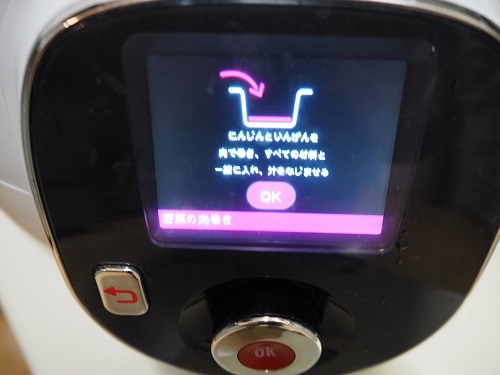 にんじんといんげんを
肉で巻き、すべての材料と
一緒に入れ、汁をなじませる
OK
野菜の肉巻き
OK